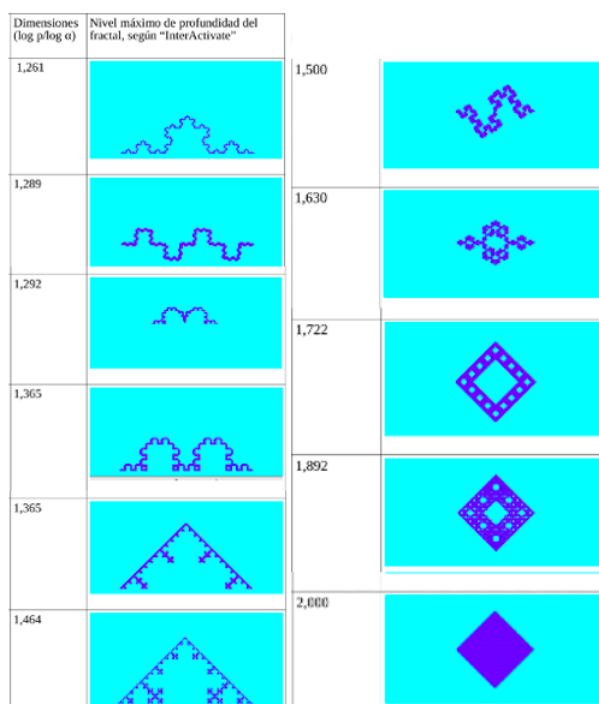 Dimensiones
(log p/log α)
Nivel máximo de profundidad del
fractal, según “InterActivate”
1,261
1,289
1,292
1,365
1,365
1,464
1,500
1,630
1,722
1,892
2,000